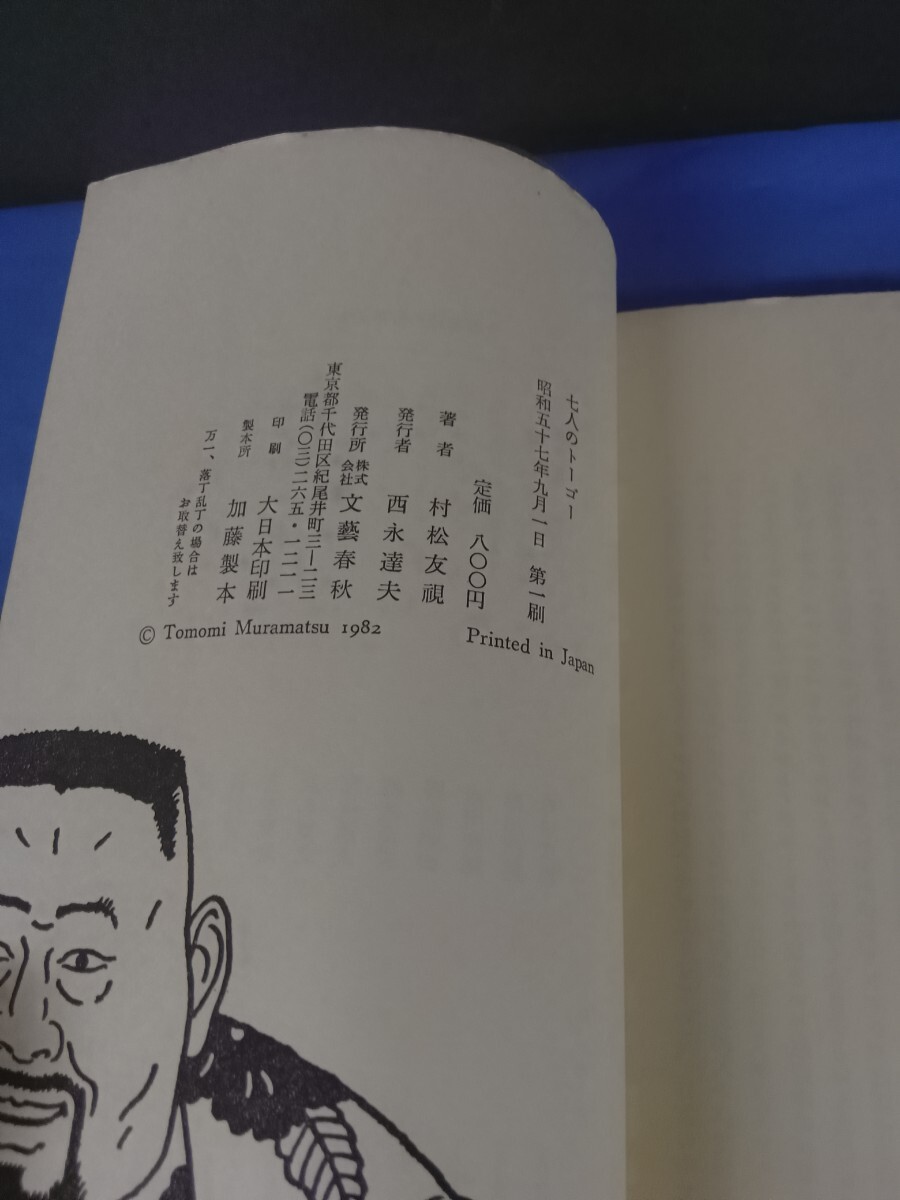 七人のトーゴー
昭和五十七年九月一日　第一刷
定価　八〇〇円
著者　村松友視
発行者　西永達夫
発行所　株式会社　文藝春秋
東京都千代田区紀尾井町三―二三
電話(〇三)二六五・一二一一
印刷　大日本印刷
製本所　加藤製本
万一、落丁乱丁の場合は
お取替え致します
© Tomomi Muramatsu 1982
Printed in Japan